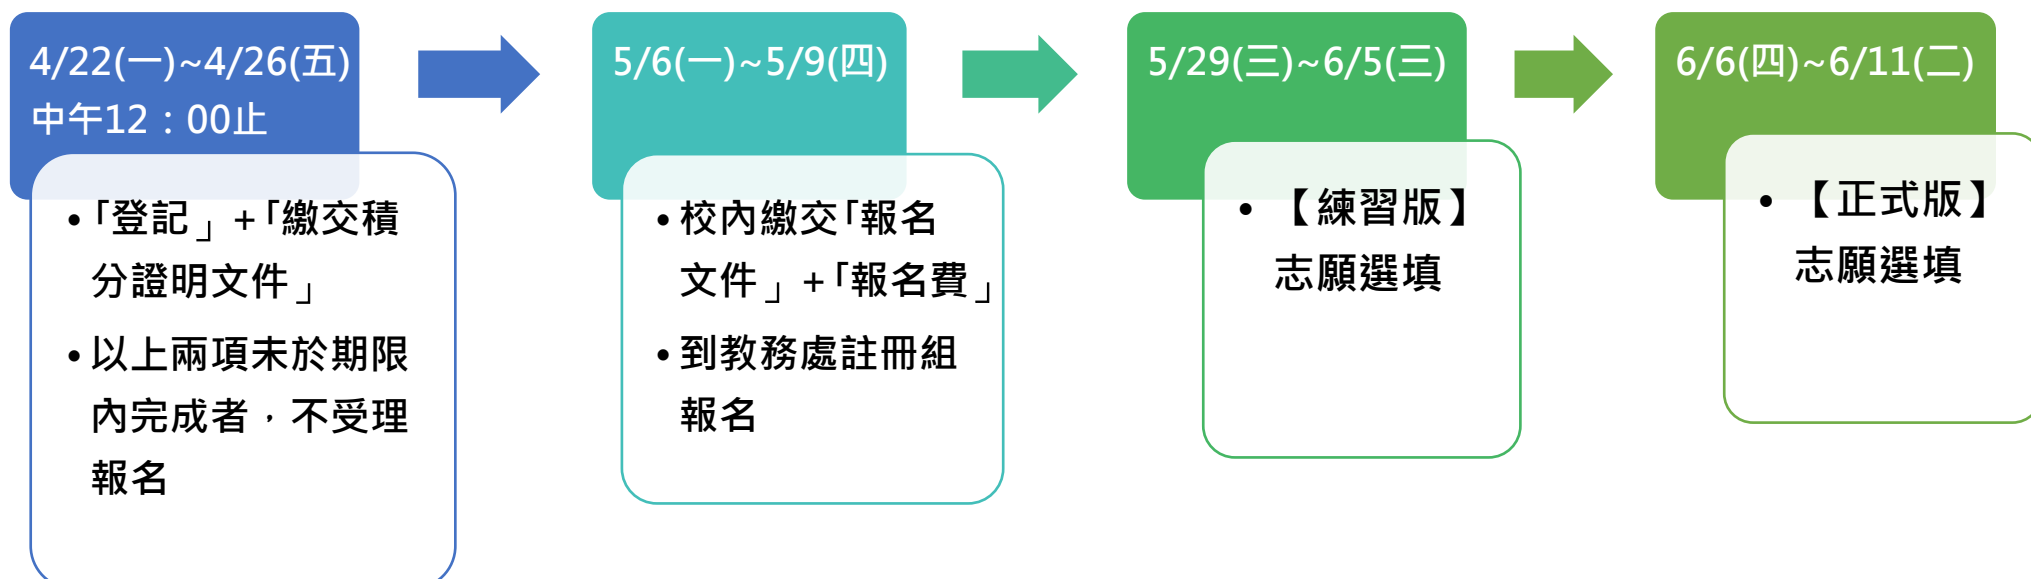 4/22(一)~4/26(五)
中午12：00止
•「登記」+「繳交積
分證明文件」
•以上兩項未於期限
內完成者，不受理
報名
5/6(一)~5/9(四)
•校內繳交「報名
文件」+「報名費」
•到教務處註冊組
報名
5/29(三)~6/5(三)
•【練習版】
志願選填
6/6(四)~6/11(二)
•【正式版】
志願選填